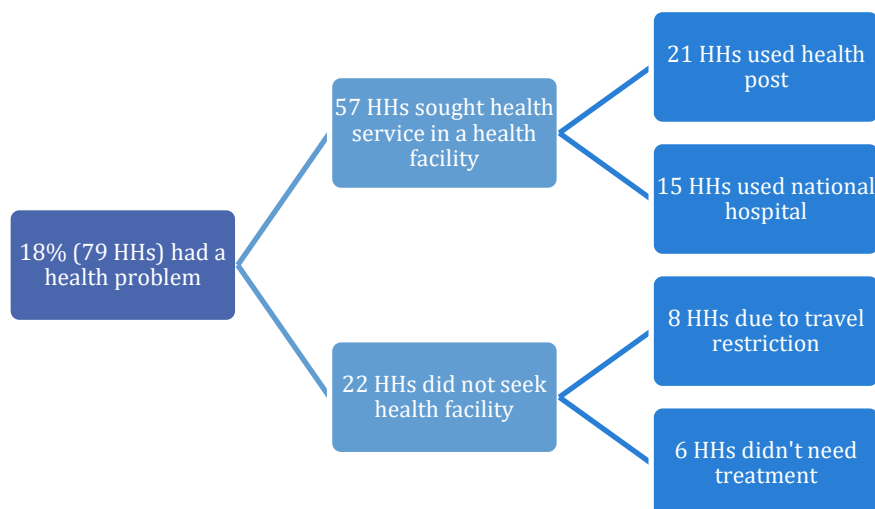 21 HHs used health
post
57 HHs sought health
service in a health
facility
15 HHs used national
hospital
18% (79 HHs) had a
health problem
8 HHs due to travel
restriction
22 HHs did not seek
health facility
6 HHs didn't need
treatment